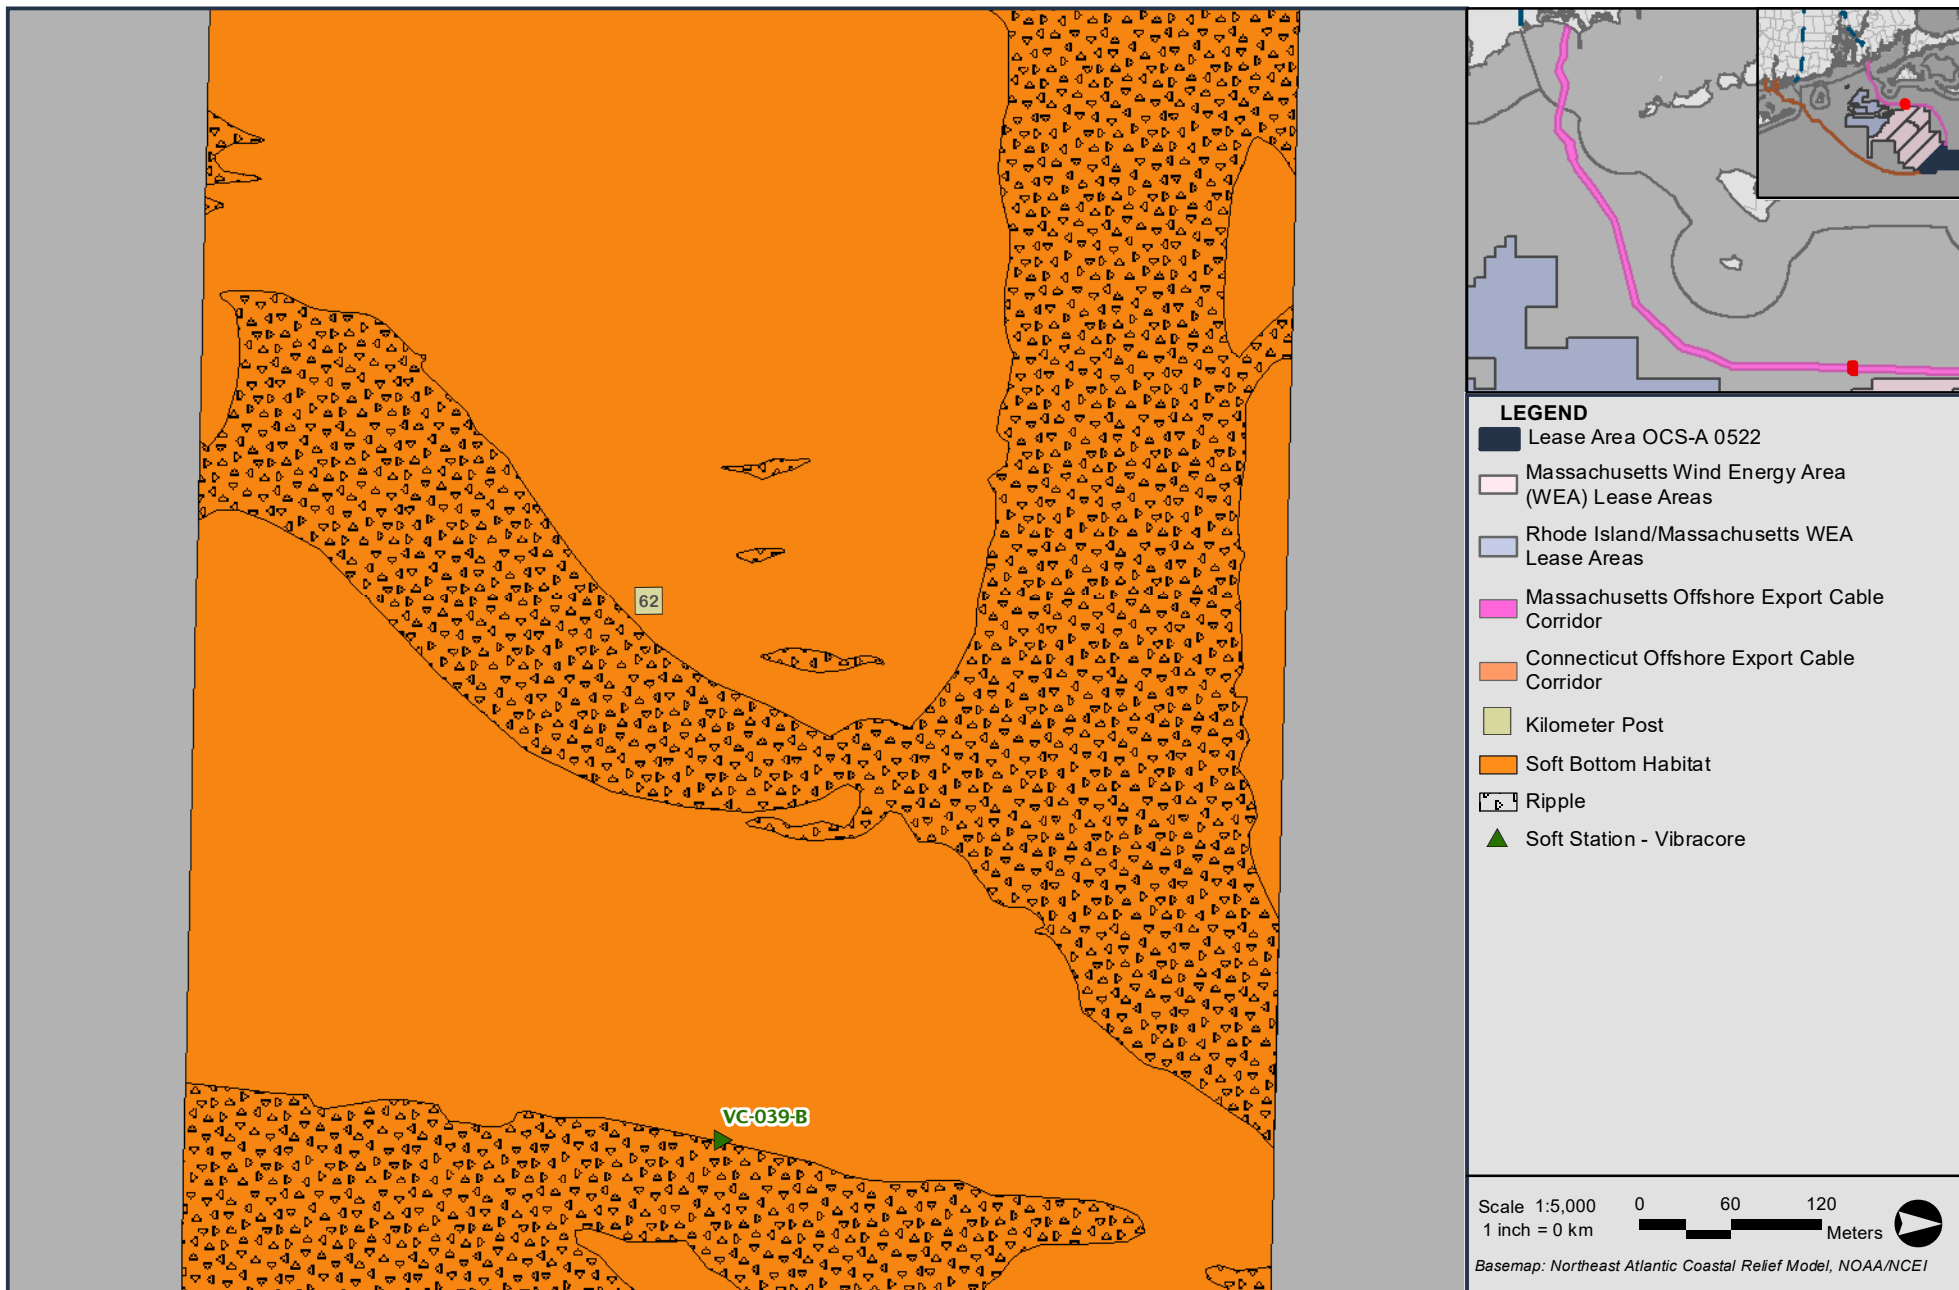 62
VC-039-B
LEGEND
Lease Area OCS-A 0522
Massachusetts Wind Energy Area
(WEA) Lease Areas
Rhode Island/Massachusetts WEA
Lease Areas
Massachusetts Offshore Export Cable
Corridor
Connecticut Offshore Export Cable
Corridor
Kilometer Post
Soft Bottom Habitat
Ripple
Soft Station - Vibracore
Scale 1:5,000
1 inch = 0 km
0 60 120
Meters
Basemap: Northeast Atlantic Coastal Relief Model, NOAA/NCEI